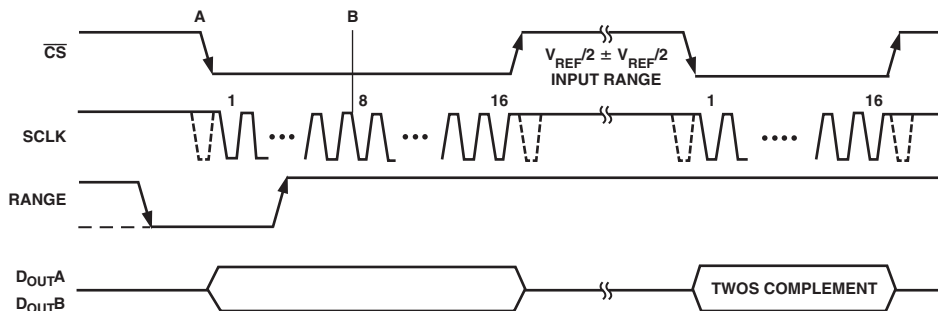 A B
CS
V_REF/2 ± V_REF/2
INPUT RANGE
1 8 16 1 16
SCLK
RANGE
D_OUTA
D_OUTB
TWOS COMPLEMENT